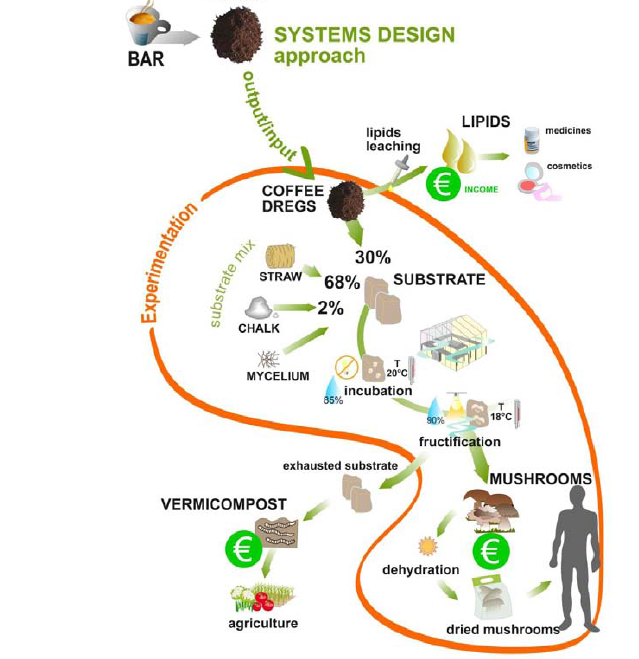 SYSTEMS DESIGN
approach
BAR
output/input
LIPIDS
lipids
leaching
medicines
cosmetics
€ INCOME
COFFEE
DREGS
Experimentation
30%
substrate mix
STRAW
68%
SUBSTRATE
2%
CHALK
MYCELIUM
T
20°C
incubation
T
18°C
90%
fructification
exhausted substrate
MUSHROOMS
VERMICOMPOST
€
€
dehydration
agriculture
dried mushrooms